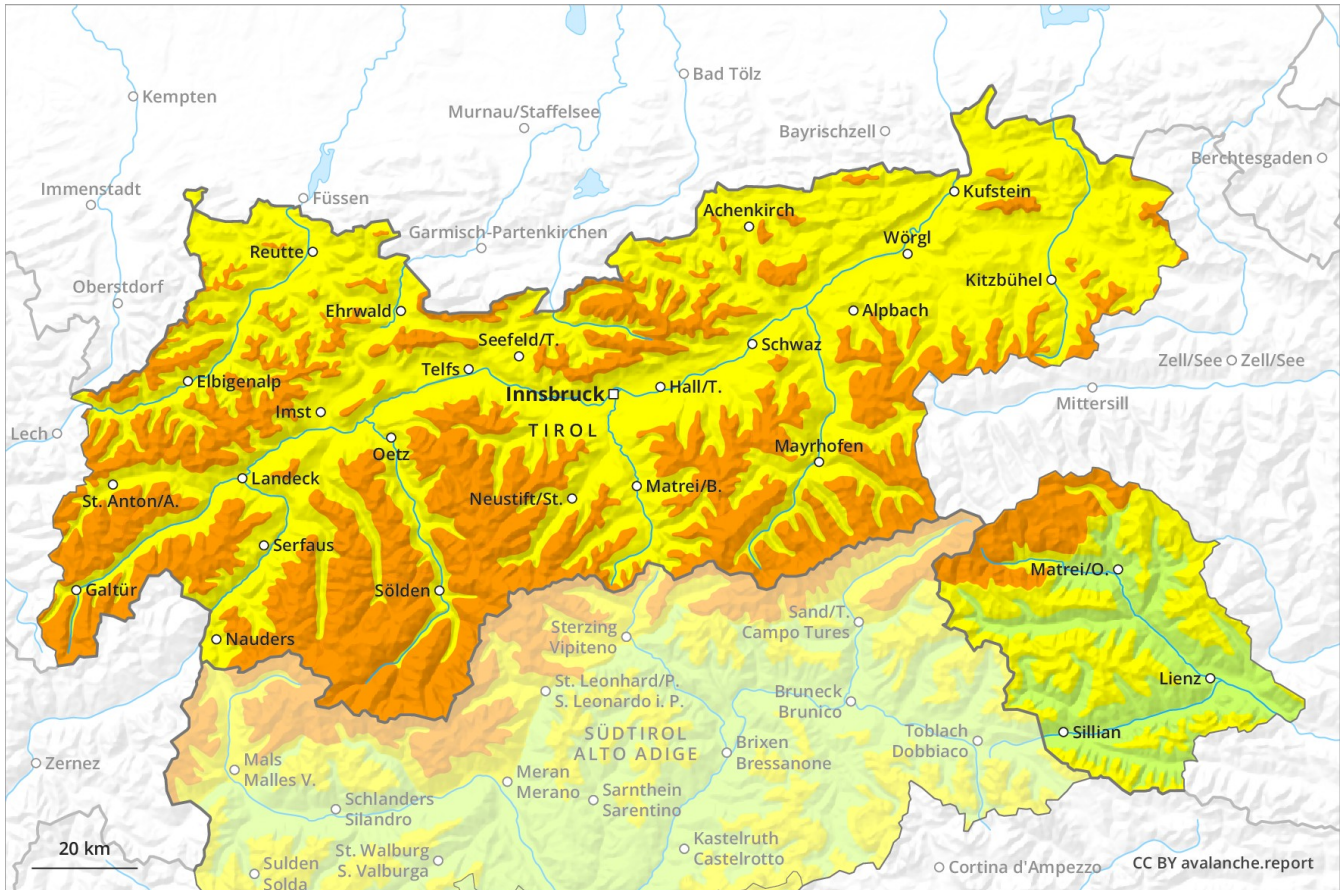 Bad Tölz
Kempten
Murnau/Staffelsee
Bayrischzell
Berchtesgaden
Immenstadt
Füssen
Kufstein
Achenkirch
Garmisch-Partenkirchen
Wörgl
Reutte
Oberstdorf
Kitzbühel
Ehrwald
Alpbach
Seefeld/T.
Schwaz
Zell/See
Zell/See
Telfs
Elbigenalp
Hall/T.
Innsbruck
Mittersill
Imst
Lech
TIROL
Oetz
Mayrhofen
Landeck
Matrei/B.
St. Anton/A.
Neustift/St.
Serfaus
Matrei/O.
Galtür
Sölden
Sand/T.
Campo Tures
Sterzing
Vipiteno
Nauders
Lienz
St. Leonhard/P.
S. Leonardo i. P.
Bruneck
Brunico
SÜDTIROL
ALTO ADIGE
Toblach
Dobbiaco
Sillian
Brixen
Bressanone
Zernez
Mals
Malles V.
Meran
Merano
Sarnthein
Sarentino
Schlanders
Silandro
Kastelruth
Castelrotto
St. Walburg
S. Valburga
20 km
Sulden
Solda
Cortina d'Ampezzo
CC BY avalanche.report